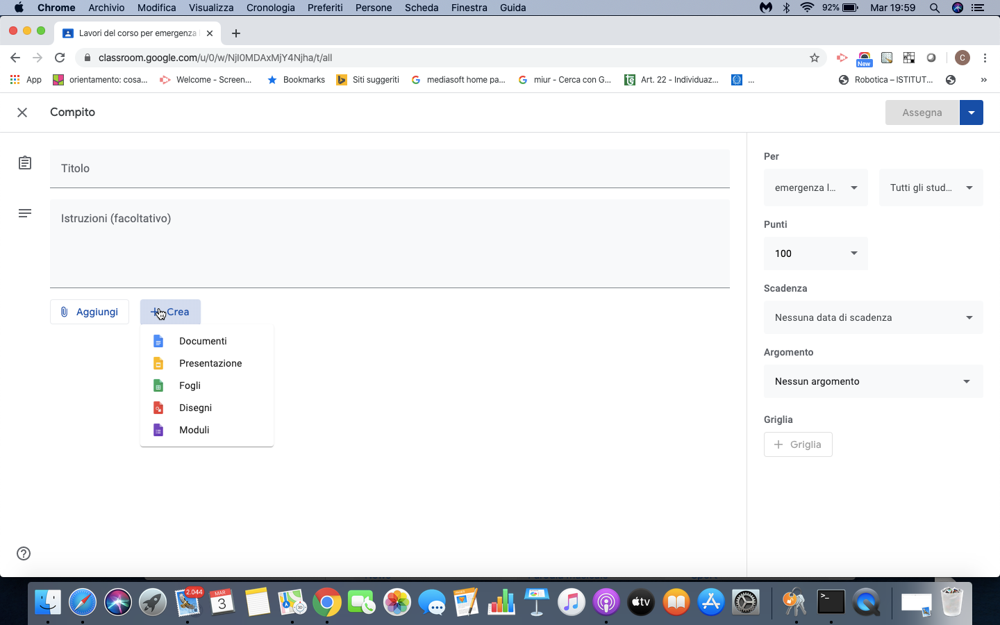 Chrome Archivio Modifica Visualizza Cronologia Preferiti Persone Scheda Finestra Guida 92% Mar 19:59
Lavori del corso per emergenza
classroom.google.com/u/0/w/NjI0MDAxMjY4Njha/t/all
New
C
App orientamento: cosa... Welcome - Screen... Bookmarks Siti suggeriti mediasoft home pa... miur - Cerca con G... Art. 22 - Individuaz... ... Robotica – ISTITUT... »
Compito
Assegna
Titolo
Istruzioni (facoltativo)
Aggiungi
Crea
Documenti
Presentazione
Fogli
Disegni
Moduli
Per
emergenza l...
Tutti gli stud...
Punti
100
Scadenza
Nessuna data di scadenza
Argomento
Nessun argomento
Griglia
Griglia
2.044
MAR
3
3D
tv